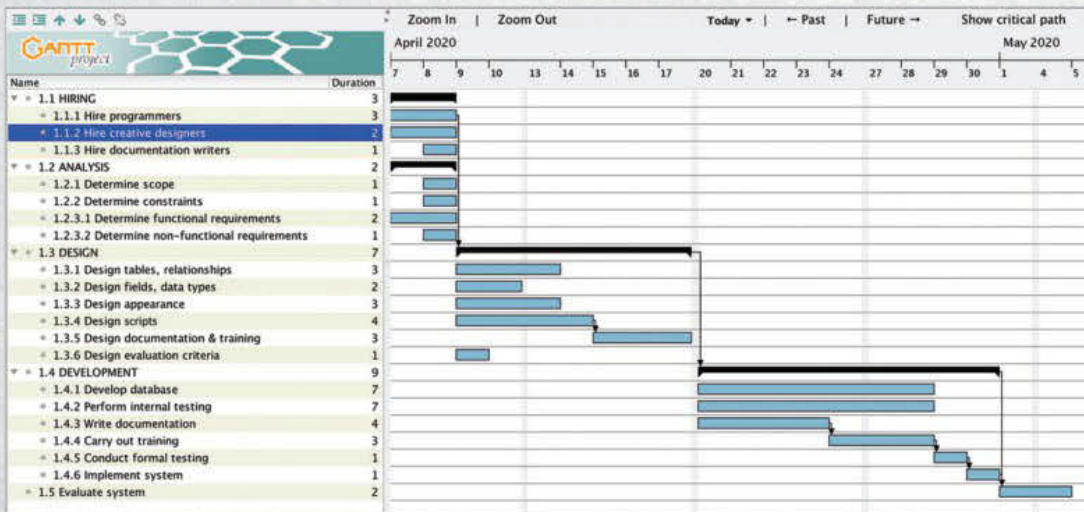 Zoom In | Zoom Out Today ▾ | ← Past | Future → Show critical path
GANTT project
April 2020 May 2020
7 8 9 10 13 14 15 16 17 20 21 22 23 24 27 28 29 30 1 4 5
Name Duration
1.1 HIRING 3
1.1.1 Hire programmers 3
1.1.2 Hire creative designers 2
1.1.3 Hire documentation writers 1
1.2 ANALYSIS 2
1.2.1 Determine scope 1
1.2.2 Determine constraints 1
1.2.3.1 Determine functional requirements 2
1.2.3.2 Determine non-functional requirements 1
1.3 DESIGN 7
1.3.1 Design tables, relationships 3
1.3.2 Design fields, data types 2
1.3.3 Design appearance 3
1.3.4 Design scripts 4
1.3.5 Design documentation & training 3
1.3.6 Design evaluation criteria 1
1.4 DEVELOPMENT 9
1.4.1 Develop database 7
1.4.2 Perform internal testing 7
1.4.3 Write documentation 4
1.4.4 Carry out training 3
1.4.5 Conduct formal testing 1
1.4.6 Implement system 1
1.5 Evaluate system 2